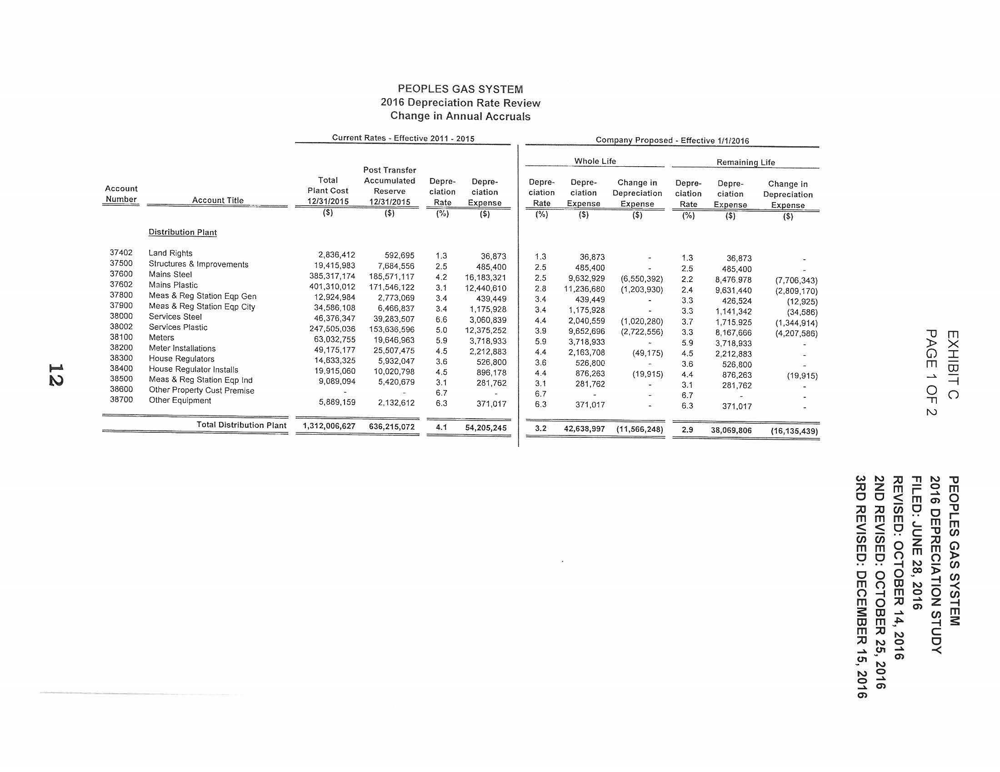 PEOPLES GAS SYSTEM
2016 Depreciation Rate Review
Change in Annual Accruals
Current Rates - Effective 2011 - 2015 Company Proposed - Effective 1/1/2016
Whole Life Remaining Life
Post Transfer
Total Accumulated Depre- Depre- Depre- Depre- Change in Depre- Depre- Change in
Account Plant Cost Reserve ciation ciation ciation ciation Depreciation ciation ciation Depreciation
Number Account Title 12/31/2015 12/31/2015 Rate Expense Rate Expense Expense Rate Expense Expense
($) ($) (%) ($) (%) ($) ($) (%) ($) ($)
Distribution Plant
37402 Land Rights 2,836,412 592,695 1.3 36,873 1.3 36,873 - 1.3 36,873 -
37500 Structures & Improvements 19,415,983 7,684,556 2.5 485,400 2.5 485,400 - 2.5 485,400 -
37600 Mains Steel 385,317,174 185,571,117 4.2 16,183,321 2.5 9,632,929 (6,550,392) 2.2 8,476,978 (7,706,343)
37602 Mains Plastic 401,310,012 171,546,122 3.1 12,440,610 2.8 11,236,680 (1,203,930) 2.4 9,631,440 (2,809,170)
37800 Meas & Reg Station Eqp Gen 12,924,984 2,773,069 3.4 439,449 3.4 439,449 - 3.3 426,524 (12,925)
37900 Meas & Reg Station Eqp City 34,586,108 6,466,837 3.4 1,175,928 3.4 1,175,928 - 3.3 1,141,342 (34,586)
38000 Services Steel 46,376,347 39,283,507 6.6 3,060,839 4.4 2,040,559 (1,020,280) 3.7 1,715,925 (1,344,914)
38002 Services Plastic 247,505,036 153,636,596 5.0 12,375,252 3.9 9,652,696 (2,722,556) 3.3 8,167,666 (4,207,586)
38100 Meters 63,032,755 19,646,963 5.9 3,718,933 5.9 3,718,933 - 5.9 3,718,933 -
38200 Meter Installations 49,175,177 25,507,475 4.5 2,212,883 4.4 2,163,708 (49,175) 4.5 2,212,883 -
38300 House Regulators 14,633,325 5,932,047 3.6 526,800 3.6 526,800 - 3.6 526,800 -
38400 House Regulator Installs 19,915,060 10,020,798 4.5 896,178 4.4 876,263 (19,915) 4.4 876,263 (19,915)
38500 Meas & Reg Station Eqp Ind 9,089,094 5,420,679 3.1 281,762 3.1 281,762 - 3.1 281,762 -
38600 Other Property Cust Premise - - 6.7 - 6.7 - - 6.7 - -
38700 Other Equipment 5,889,159 2,132,612 6.3 371,017 6.3 371,017 - 6.3 371,017 -
Total Distribution Plant 1,312,006,627 636,215,072 4.1 54,205,245 3.2 42,638,997 (11,566,248) 2.9 38,069,806 (16,135,439)
EXHIBIT C
PAGE 1 OF 2
PEOPLES GAS SYSTEM
2016 DEPRECIATION STUDY
FILED: JUNE 28, 2016
REVISED: OCTOBER 14, 2016
2ND REVISED: OCTOBER 25, 2016
3RD REVISED: DECEMBER 15, 2016
12